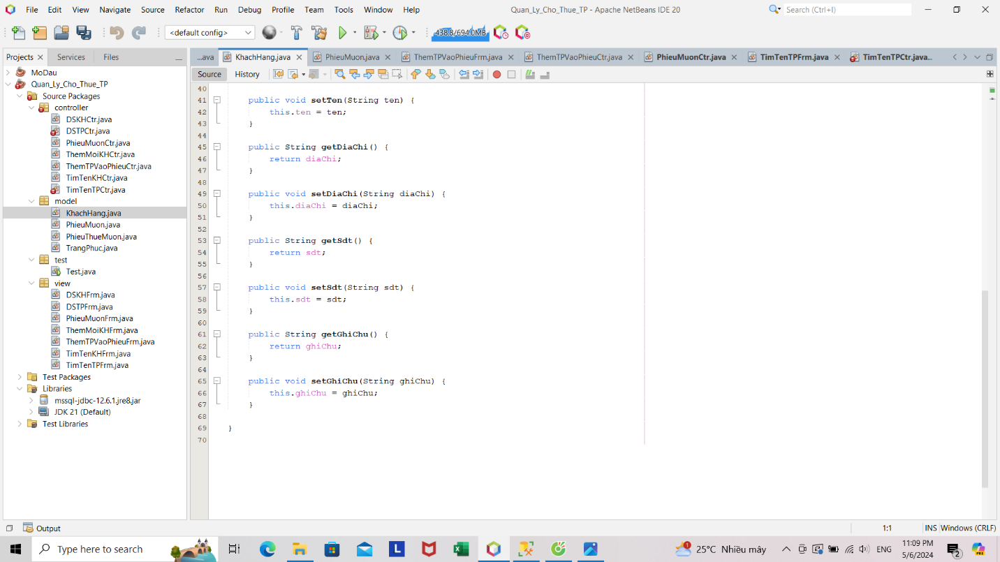 File Edit View Navigate Source Refactor Run Debug Profile Team Tools Window Help
Quan_Ly_Cho_Thue_TP - Apache NetBeans IDE 20
Search (Ctrl+I)
<default config>
438.8/694.0MB
Projects Services Files
MoDau
Quan_Ly_Cho_Thue_TP
Source Packages
controller
DSKHCtr.java
DSTPCtr.java
PhieuMuonCtr.java
ThemMoiKHCtr.java
ThemTPVaoPhieuCtr.java
TimTenKHCtr.java
TimTenTPCtr.java
model
KhachHang.java
PhieuMuon.java
PhieuThueMuon.java
TrangPhuc.java
test
Test.java
view
DSKHFrm.java
DSTPFrm.java
PhieuMuonFrm.java
ThemMoiKHFrm.java
ThemTPVaoPhieuFrm.java
TimTenKHFrm.java
TimTenTPFrm.java
Test Packages
Libraries
mssql-jdbc-12.6.1.jre8.jar
JDK 21 (Default)
Test Libraries
...ava KhachHang.java PhieuMuon.java ThemTPVaoPhieuFrm.java ThemTPVaoPhieuCtr.java PhieuMuonCtr.java TimTenTPFrm.java TimTenTPCtr.java...
Source History
40
41 public void setTen(String ten) {
42 this.ten = ten;
43 }
44
45 public String getDiaChi() {
46 return diaChi;
47 }
48
49 public void setDiaChi(String diaChi) {
50 this.diaChi = diaChi;
51 }
52
53 public String getSdt() {
54 return sdt;
55 }
56
57 public void setSdt(String sdt) {
58 this.sdt = sdt;
59 }
60
61 public String getGhiChu() {
62 return ghiChu;
63 }
64
65 public void setGhiChu(String ghiChu) {
66 this.ghiChu = ghiChu;
67 }
68
69 }
70
Output
1:1 INS Windows (CRLF)
Type here to search
L
1
25°C Nhiều mây
ENG
11:09 PM
5/6/2024
2
PRE